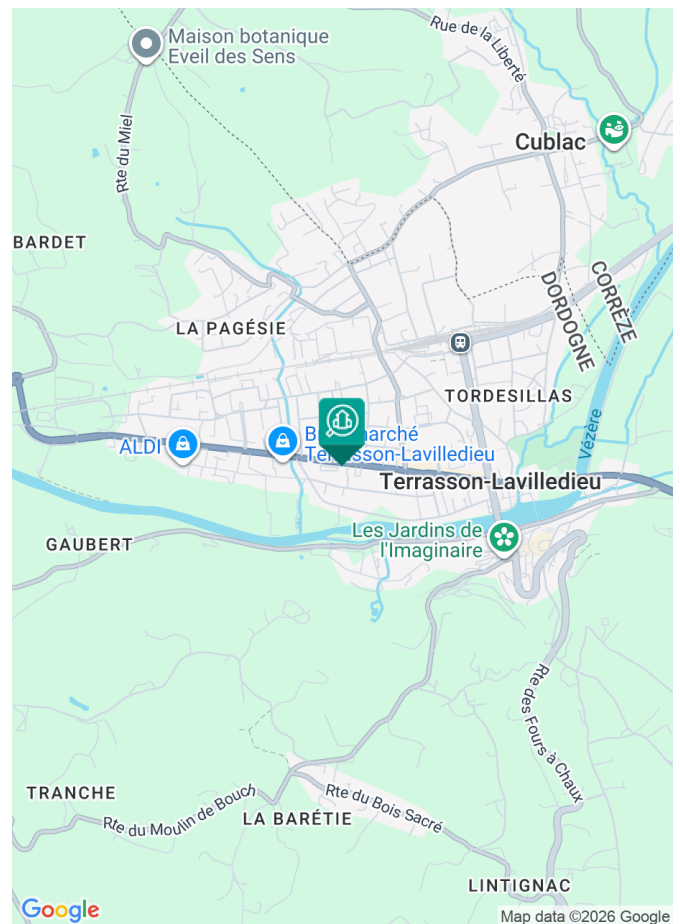 Maison botanique
Eveil des Sens
Rue de la Liberté
Cublac
Rte du Miel
BARDET
CORRÈZE
DORDOGNE
LA PAGÉSIE
TORDESILLAS
Vézère
ALDI
Terrasson-Lavilledieu
Terrasson-Lavilledieu
Les Jardins de
l'Imaginaire
GAUBERT
Rte des Fours à Chaux
TRANCHE
Rte du Moulin de Bouch
LA BARÉTIE
Rte du Bois Sacré
LINTIGNAC
Google
Map data ©2026 Google